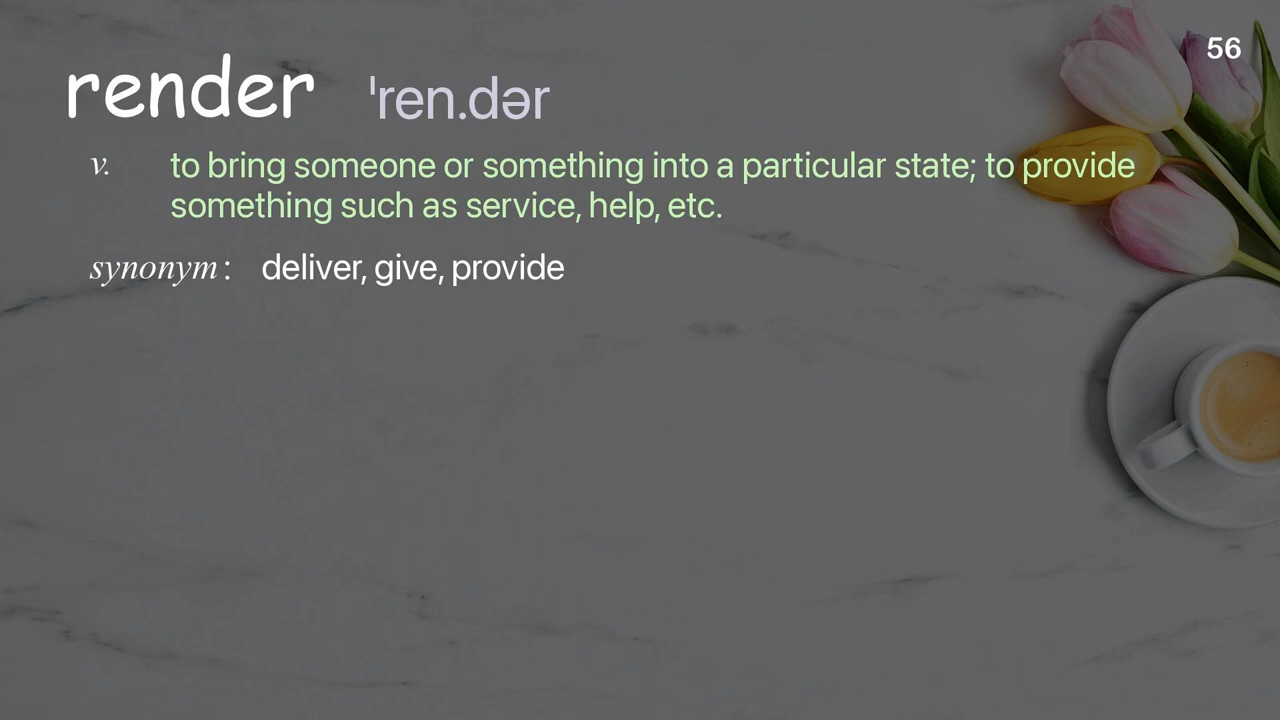 56
render ˈren.dər
v. to bring someone or something into a particular state; to provide
something such as service, help, etc.
synonym : deliver, give, provide